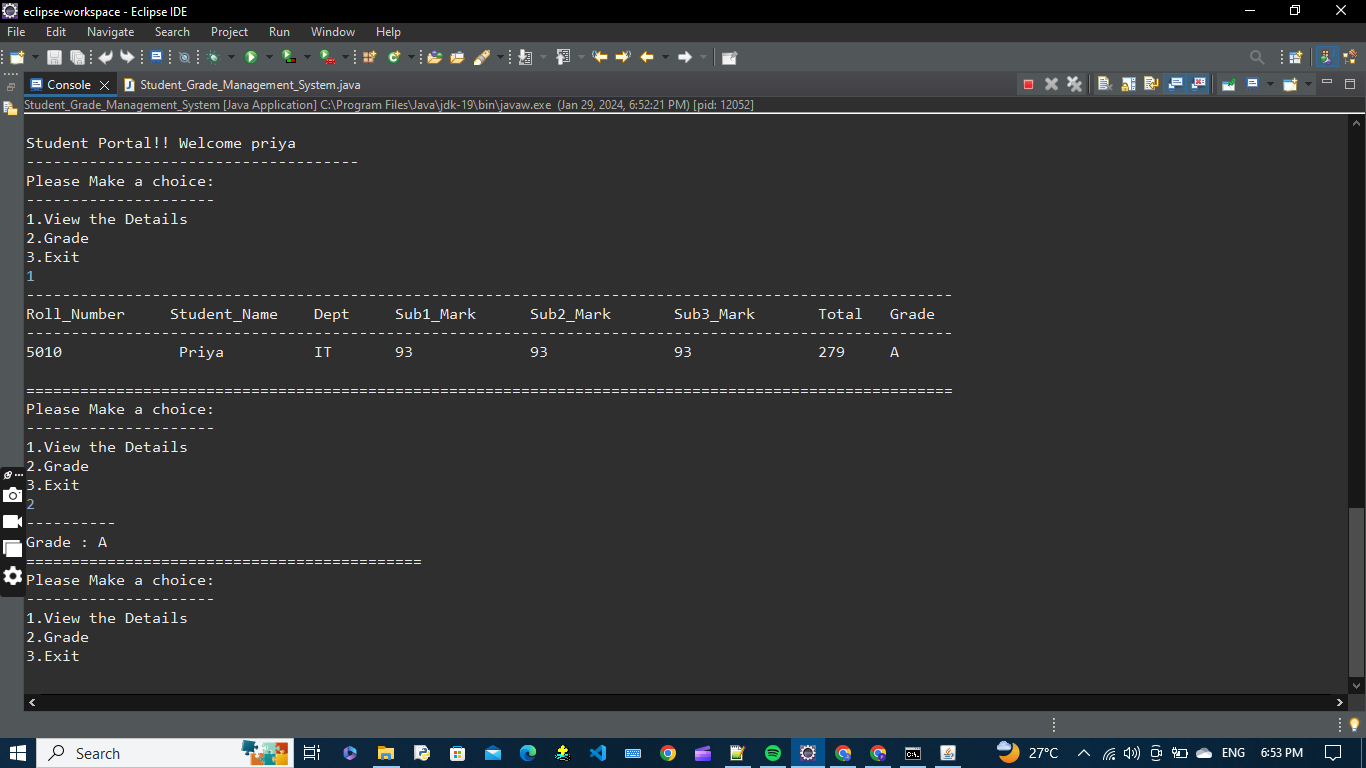 eclipse-workspace - Eclipse IDE
File Edit Navigate Search Project Run Window Help
Console Student_Grade_Management_System.java
Student_Grade_Management_System [Java Application] C:\Program Files\Java\jdk-19\bin\javaw.exe (Jan 29, 2024, 6:52:21 PM) [pid: 12052]
Student Portal!! Welcome priya
-------------------------------------
Please Make a choice:
---------------------
1.View the Details
2.Grade
3.Exit
1
-------------------------------------------------------------------------------------------------------
Roll_Number Student_Name Dept Sub1_Mark Sub2_Mark Sub3_Mark Total Grade
-------------------------------------------------------------------------------------------------------
5010 Priya IT 93 93 93 279 A
=======================================================================================================
Please Make a choice:
---------------------
1.View the Details
2.Grade
3.Exit
2
----------
Grade : A
============================================
Please Make a choice:
---------------------
1.View the Details
2.Grade
3.Exit
Search 27°C ENG 6:53 PM